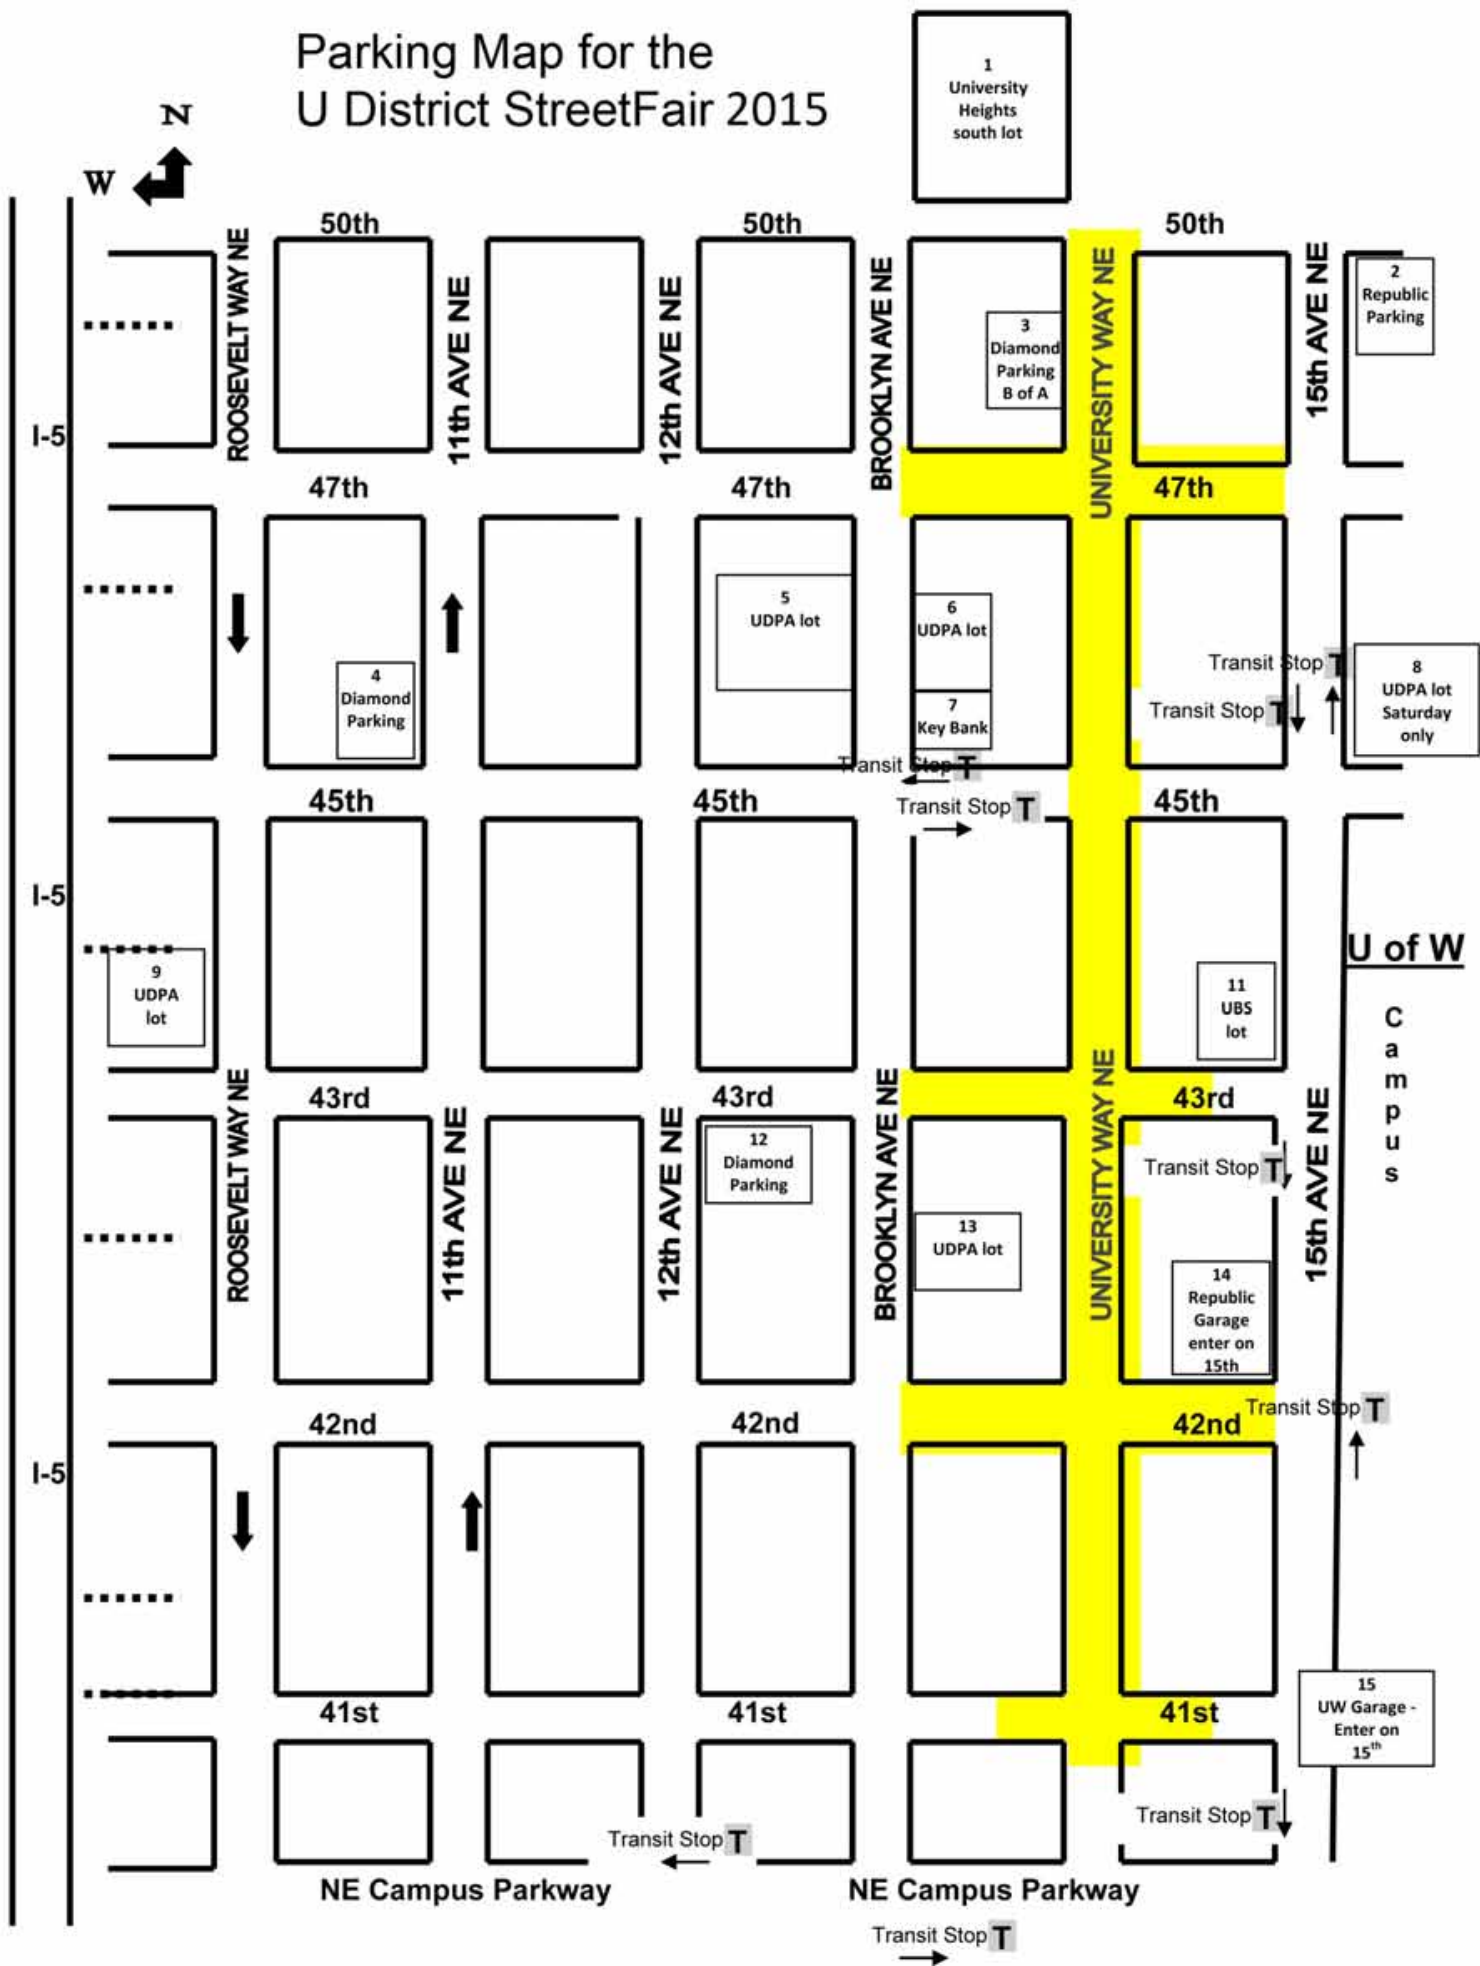 Parking Map for the
U District StreetFair 2015
N
W
1
University
Heights
south lot
50th
50th
50th
ROOSEVELT WAY NE
11th AVE NE
12th AVE NE
BROOKLYN AVE NE
UNIVERSITY WAY NE
15th AVE NE
2
Republic
Parking
3
Diamond
Parking
B of A
I-5
47th
47th
47th
4
Diamond
Parking
5
UDPA lot
6
UDPA lot
7
Key Bank
Transit Stop T
Transit Stop T
8
UDPA lot
Saturday
only
Transit Stop T
Transit Stop T
45th
45th
45th
I-5
9
UDPA
lot
11
UBS
lot
U of W
C
a
m
p
u
s
43rd
43rd
43rd
ROOSEVELT WAY NE
11th AVE NE
12th AVE NE
BROOKLYN AVE NE
UNIVERSITY WAY NE
15th AVE NE
12
Diamond
Parking
Transit Stop T
13
UDPA lot
14
Republic
Garage
enter on
15th
Transit Stop T
42nd
42nd
42nd
I-5
41st
41st
41st
15
UW Garage -
Enter on
15th
Transit Stop T
Transit Stop T
NE Campus Parkway
NE Campus Parkway
Transit Stop T